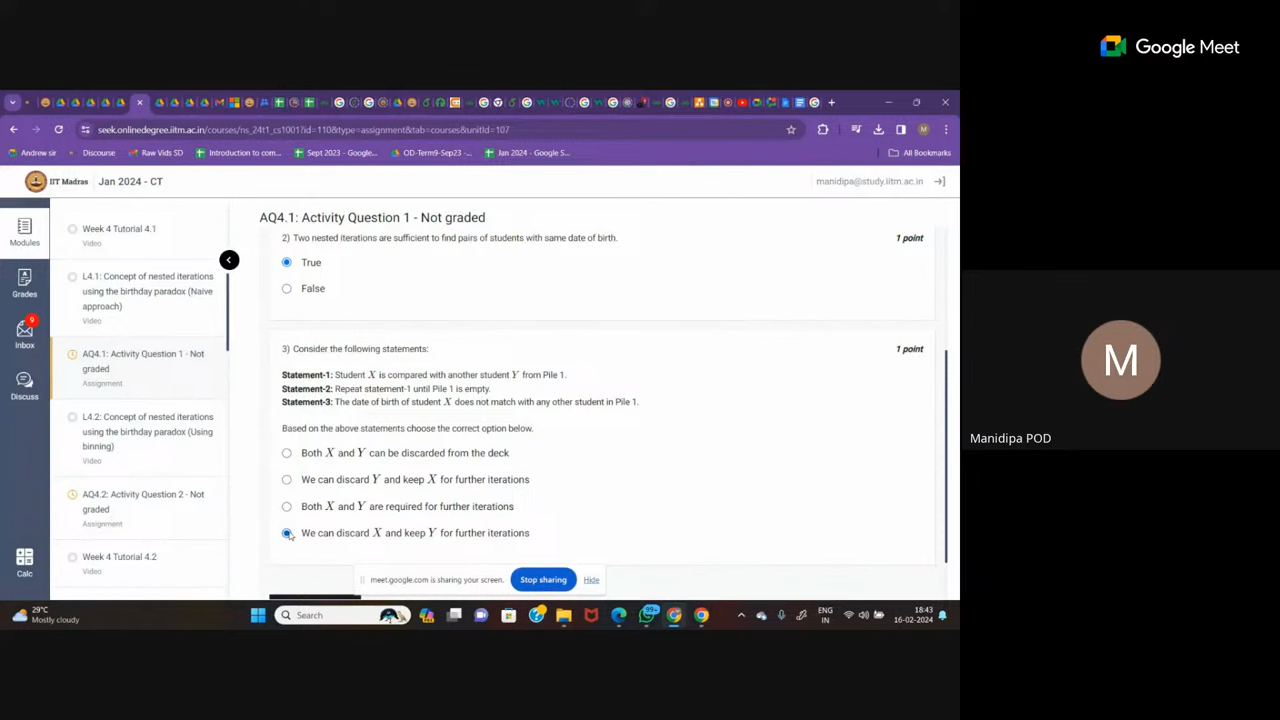 Google Meet
seek.onlinedegree.iitm.ac.in/courses/ns_24t1_cs1001?id=110&type=assignment&tab=courses&unitId=107
Andrew sir
Discourse
Raw Vids SD
Introduction to com...
Sept 2023 - Google...
OD-Term9-Sep23 -...
Jan 2024 - Google S...
All Bookmarks
IIT Madras
Jan 2024 - CT
manidipa@study.iitm.ac.in
Modules
Grades
9
Inbox
Discuss
Calc
Week 4 Tutorial 4.1
Video
L4.1: Concept of nested iterations
using the birthday paradox (Naive
approach)
Video
AQ4.1: Activity Question 1 - Not
graded
Assignment
L4.2: Concept of nested iterations
using the birthday paradox (Using
binning)
Video
AQ4.2: Activity Question 2 - Not
graded
Assignment
Week 4 Tutorial 4.2
Video
AQ4.1: Activity Question 1 - Not graded
2) Two nested iterations are sufficient to find pairs of students with same date of birth.
1 point
True
False
3) Consider the following statements:
1 point
Statement-1: Student X is compared with another student Y from Pile 1.
Statement-2: Repeat statement-1 until Pile 1 is empty.
Statement-3: The date of birth of student X does not match with any other student in Pile 1.
Based on the above statements choose the correct option below.
Both X and Y can be discarded from the deck
We can discard Y and keep X for further iterations
Both X and Y are required for further iterations
We can discard X and keep Y for further iterations
meet.google.com is sharing your screen.
Stop sharing
Hide
29°C
Mostly cloudy
Search
99+
ENG
IN
18:43
16-02-2024
M
Manidipa POD